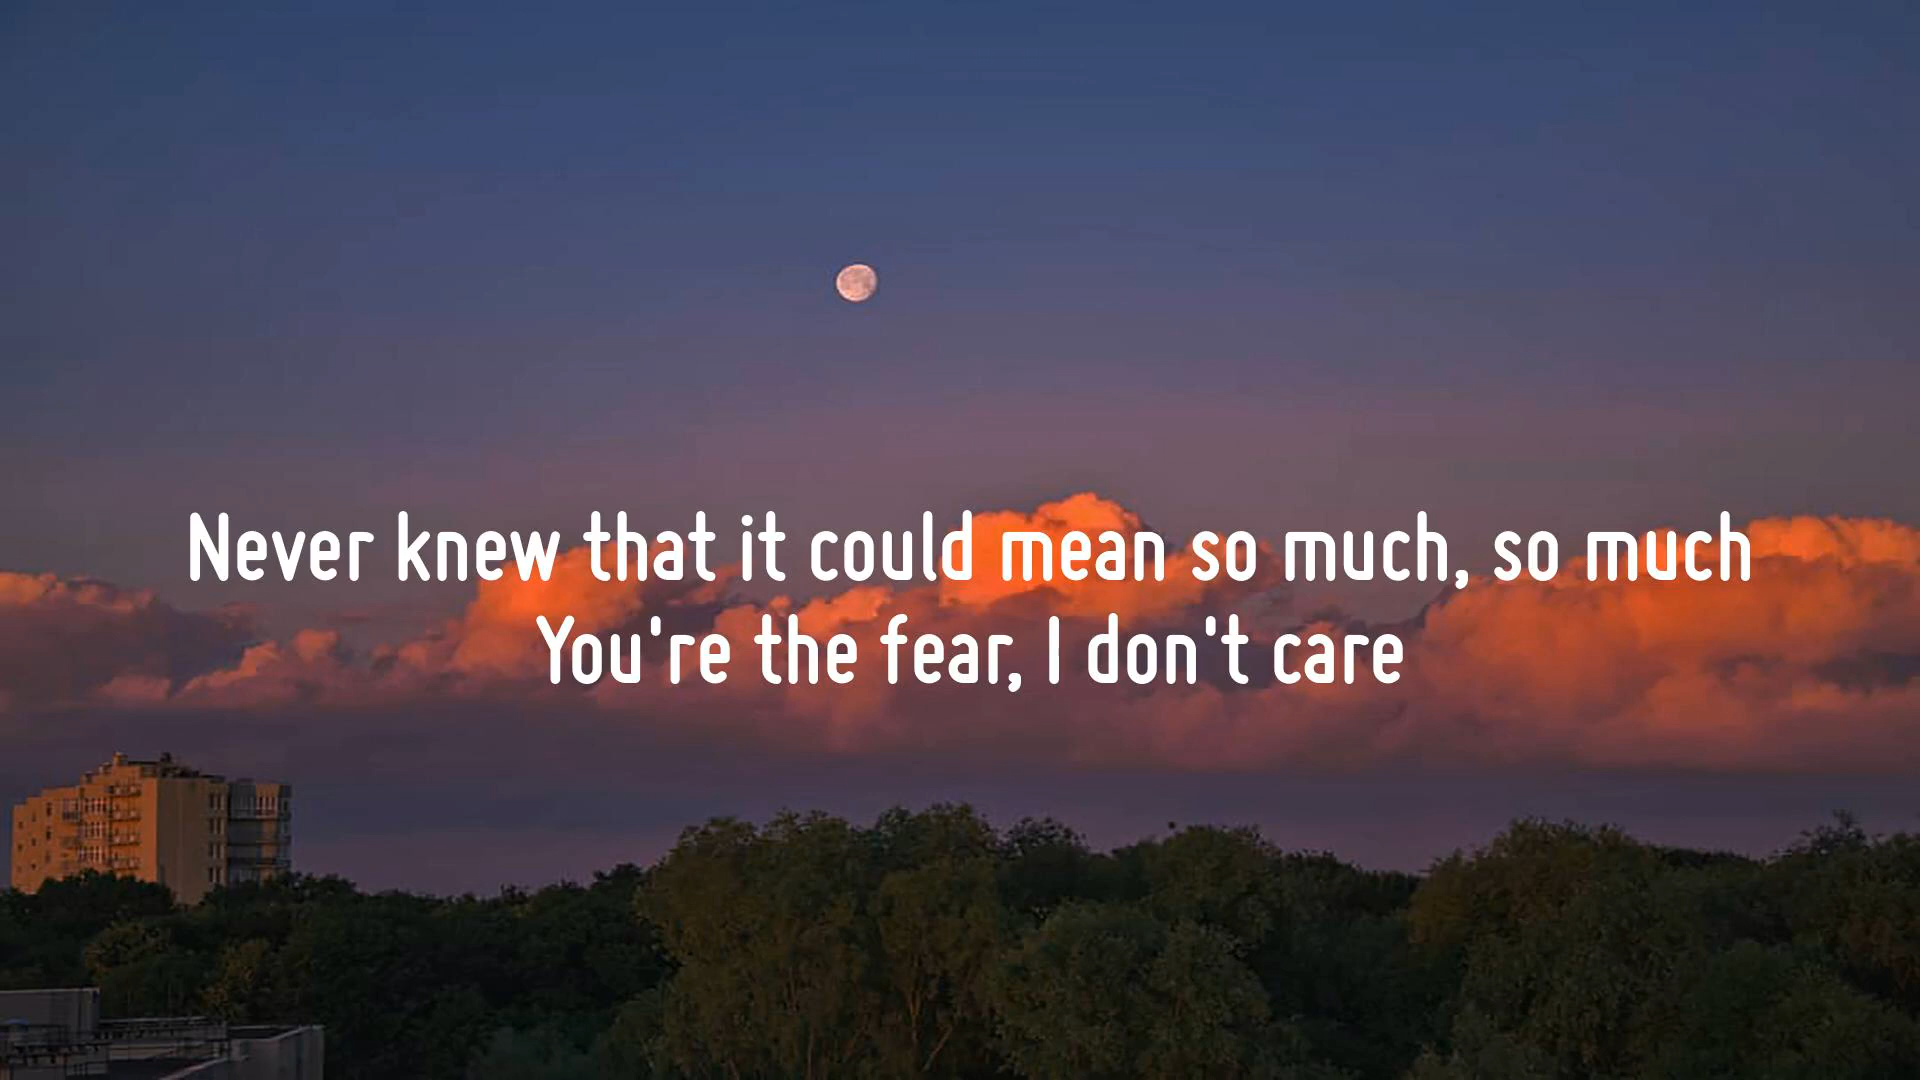 Never knew that it could mean so much, so much
You're the fear, I don't care